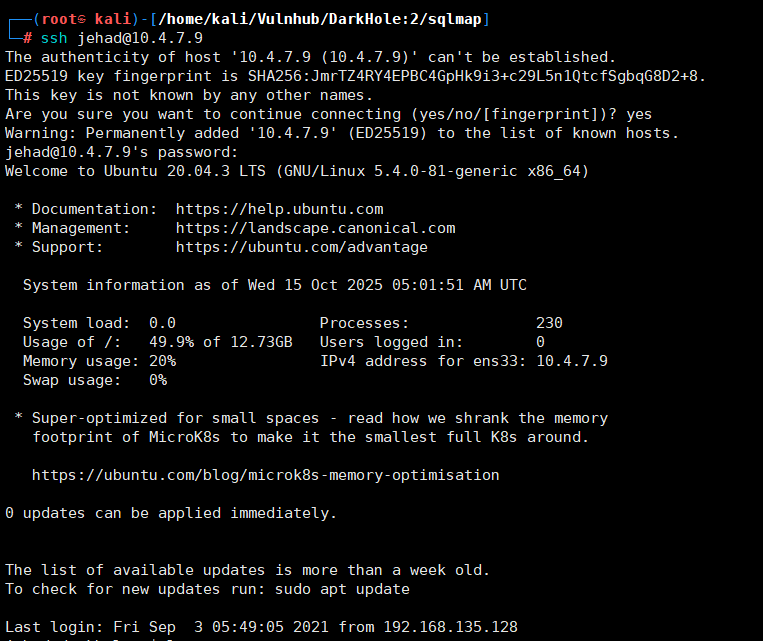 ┌──(root㉿ kali)-[/home/kali/Vulnhub/DarkHole:2/sqlmap]
└─# ssh jehad@10.4.7.9
The authenticity of host '10.4.7.9 (10.4.7.9)' can't be established.
ED25519 key fingerprint is SHA256:JmrTZ4RY4EPBC4GpHk9i3+c29L5n1QtcfSgbqG8D2+8.
This key is not known by any other names.
Are you sure you want to continue connecting (yes/no/[fingerprint])? yes
Warning: Permanently added '10.4.7.9' (ED25519) to the list of known hosts.
jehad@10.4.7.9's password:
Welcome to Ubuntu 20.04.3 LTS (GNU/Linux 5.4.0-81-generic x86_64)
* Documentation:  https://help.ubuntu.com
* Management:     https://landscape.canonical.com
* Support:        https://ubuntu.com/advantage
System information as of Wed 15 Oct 2025 05:01:51 AM UTC
System load:  0.0                Processes:              230
Usage of /:   49.9% of 12.73GB   Users logged in:        0
Memory usage: 20%                IPv4 address for ens33: 10.4.7.9
Swap usage:   0%
* Super-optimized for small spaces - read how we shrank the memory
footprint of MicroK8s to make it the smallest full K8s around.
https://ubuntu.com/blog/microk8s-memory-optimisation
0 updates can be applied immediately.
The list of available updates is more than a week old.
To check for new updates run: sudo apt update
Last login: Fri Sep  3 05:49:05 2021 from 192.168.135.128